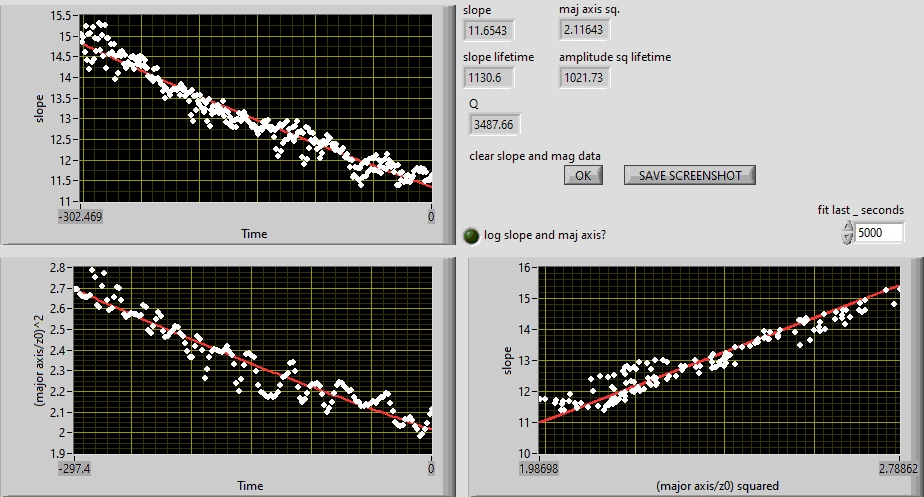 slope
11.6543
maj axis sq.
2.11643
slope lifetime
1130.6
amplitude sq lifetime
1021.73
Q
3487.66
clear slope and mag data
OK
SAVE SCREENSHOT
fit last _ seconds
5000
log slope and maj axis?
15.5
15
14.5
14
13.5
13
12.5
12
11.5
11
slope
-302.469
0
Time
2.8
2.7
2.6
2.5
2.4
2.3
2.2
2.1
2
1.9
(major axis/z0))^2
-297.4
0
Time
16
15
14
13
12
11
10
slope
1.98698
2.78862
(major axis/z0) squared